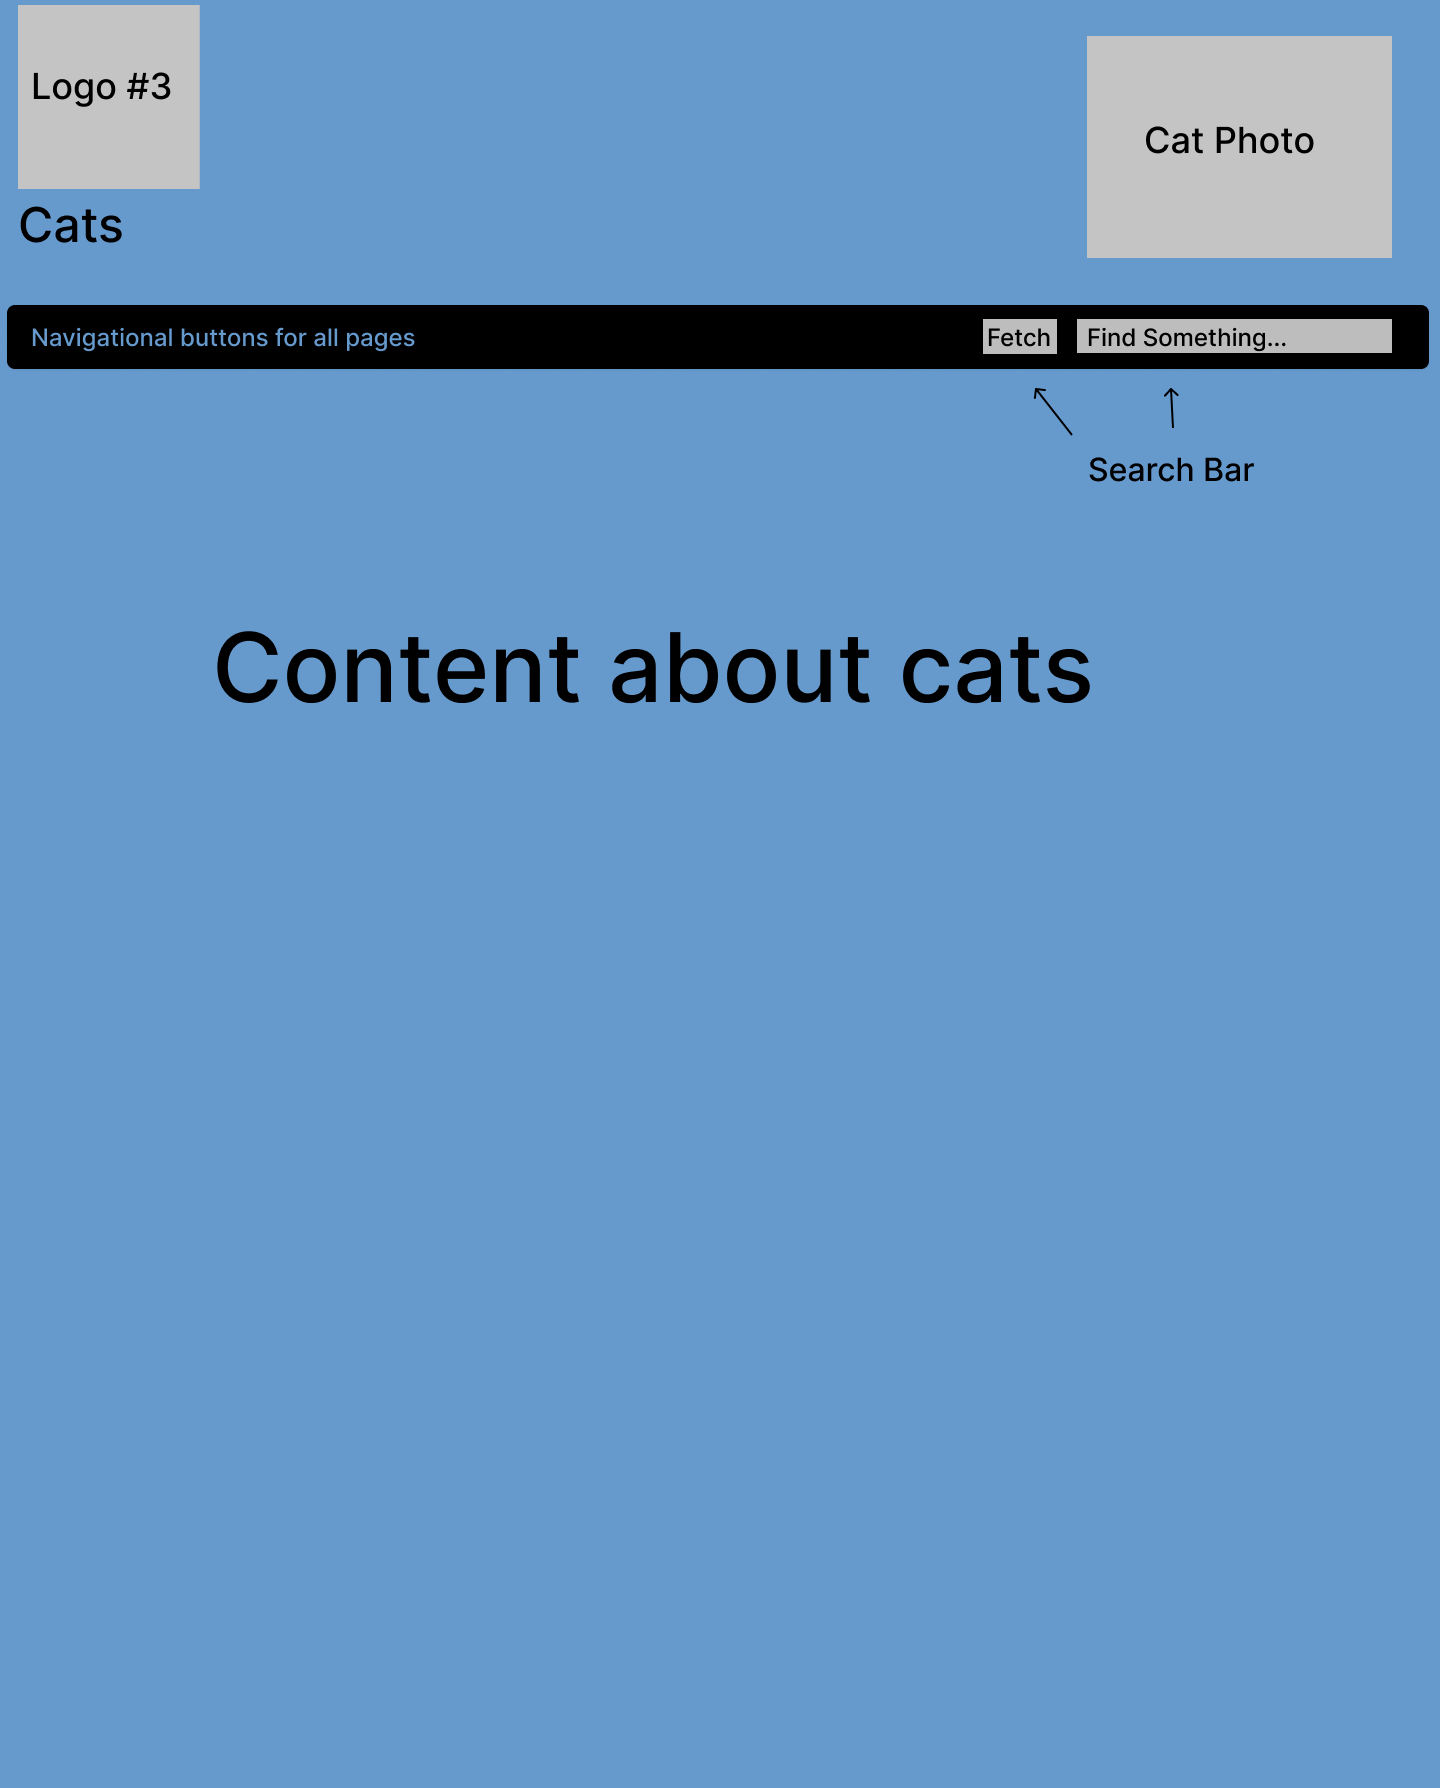 Logo #3
Cat Photo
Cats
Navigational buttons for all pages
Fetch
Find Something...
Search Bar
Content about cats